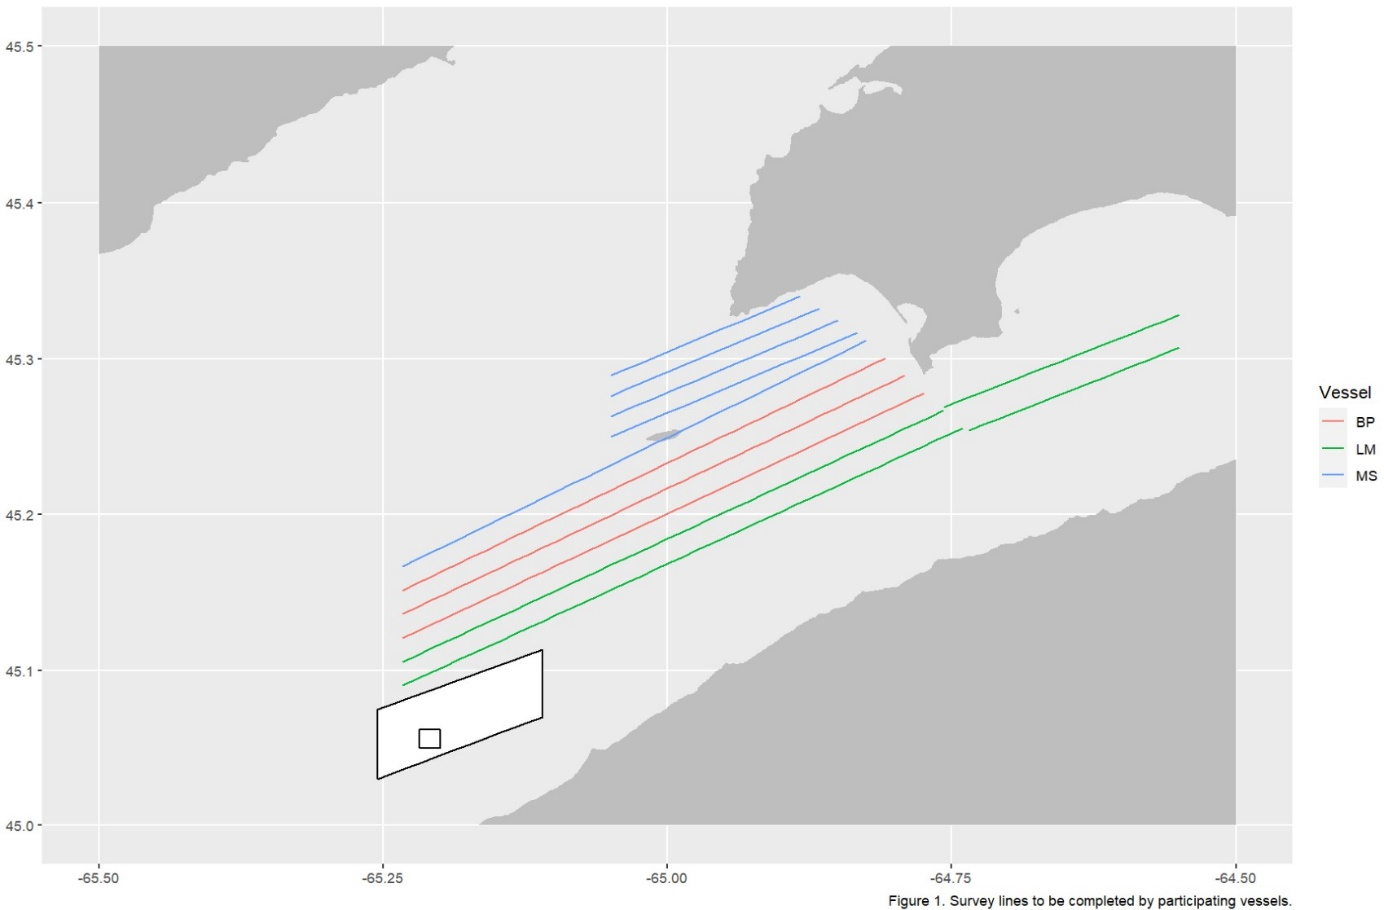 45.5
45.4
45.3
45.2
45.1
45.0
-65.50
-65.25
-65.00
-64.75
-64.50
Vessel
BP
LM
MS
Figure 1. Survey lines to be completed by participating vessels.